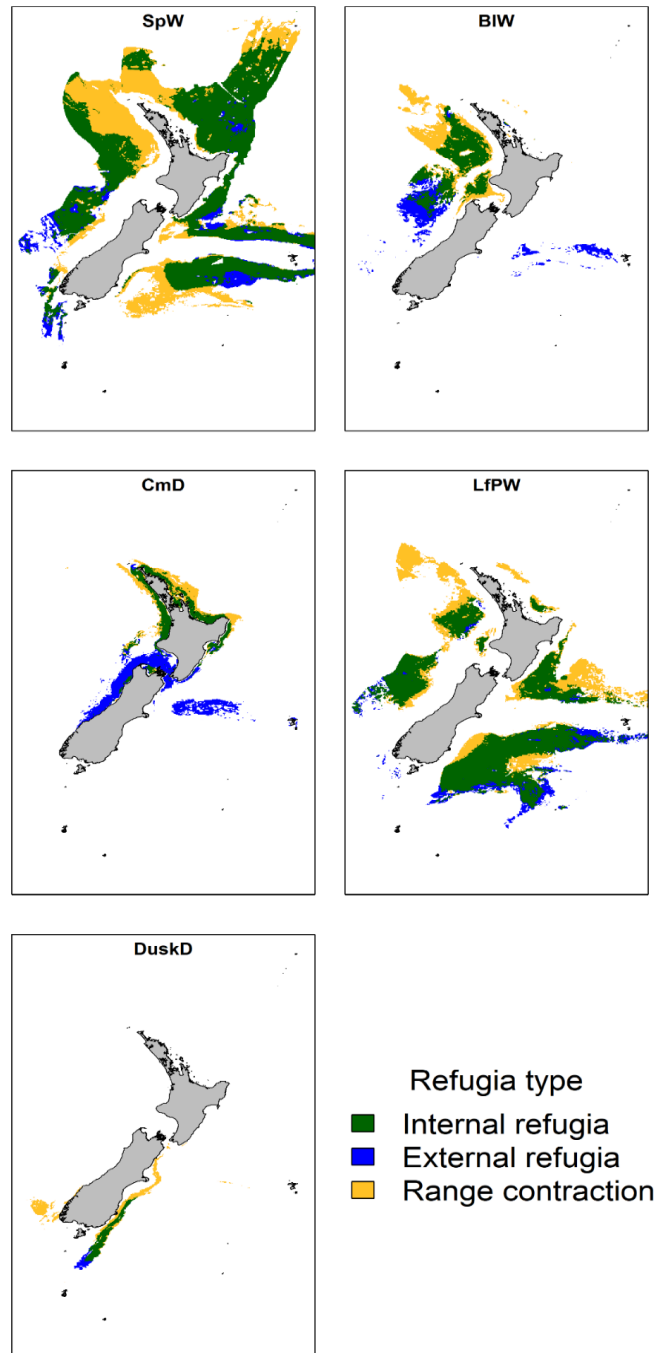 SpW
BlW
CmD
LfPW
DuskD
Refugia type
Internal refugia
External refugia
Range contraction